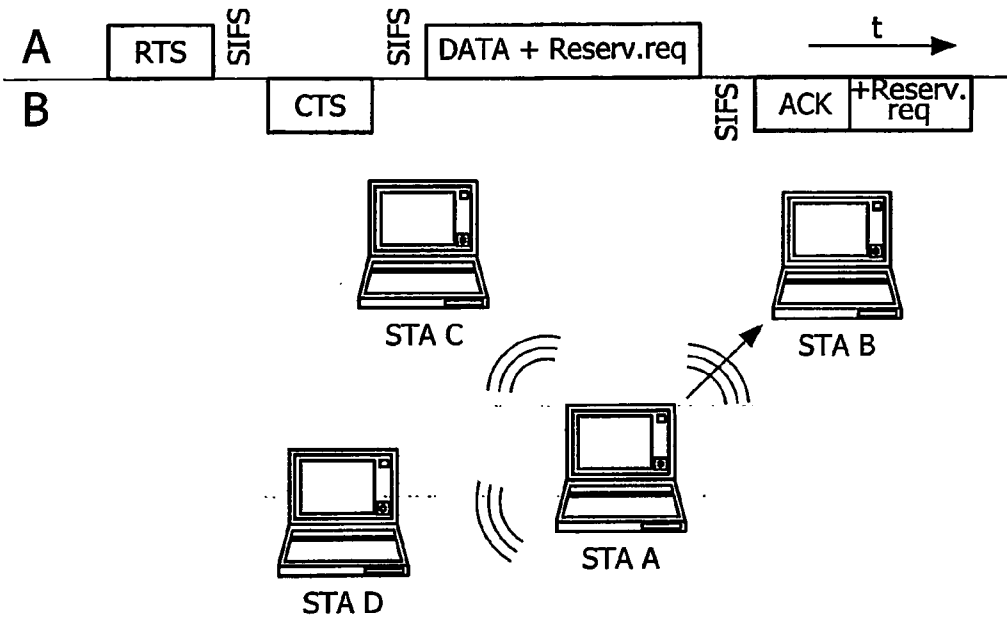 A
RTS
SIFS
SIFS
DATA + Reserv.req
t
B
CTS
SIFS
ACK
+Reserv.
req
STA C
STA B
STA A
STA D